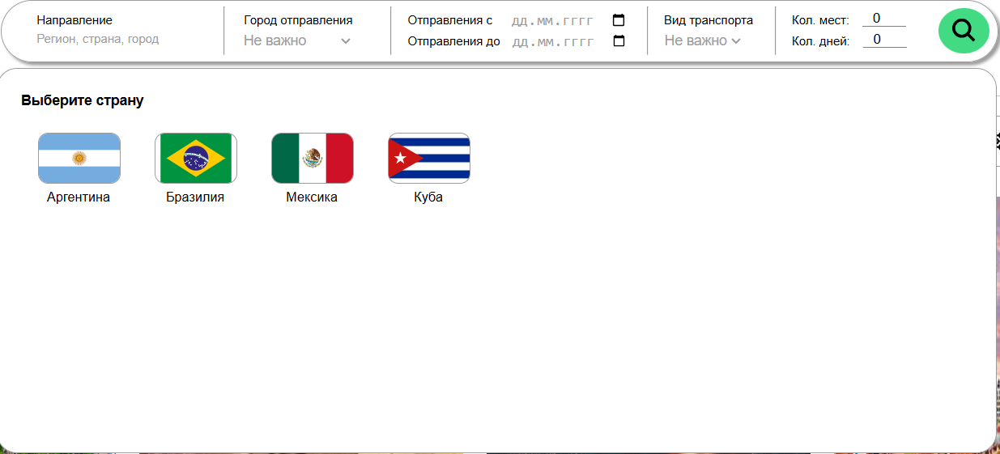 Направление
Регион, страна, город
Город отправления
Не важно
Отправления с дд.мм.гггг
Отправления до дд.мм.гггг
Вид транспорта
Не важно
Кол. мест: 0
Кол. дней: 0
Выберите страну
Аргентина Бразилия Мексика Куба